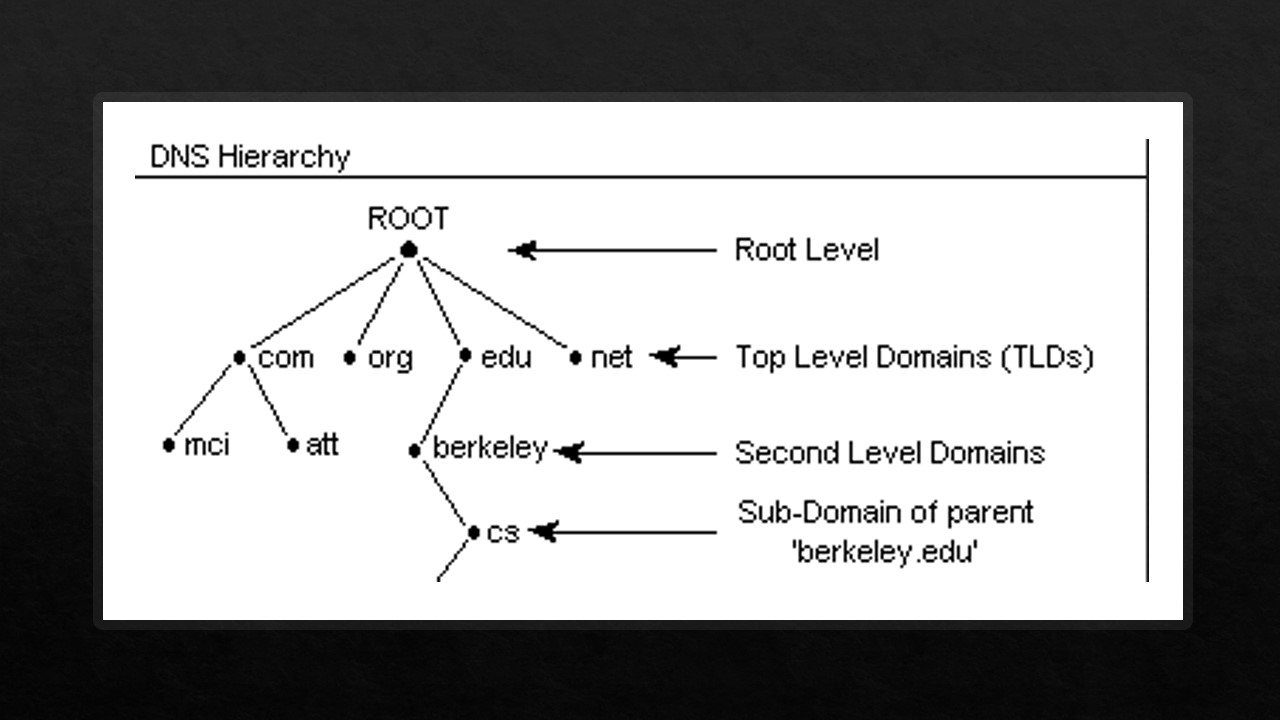 DNS Hierarchy
ROOT
Root Level
com org edu net Top Level Domains (TLDs)
mci att berkeley Second Level Domains
cs Sub-Domain of parent
'berkeley.edu'